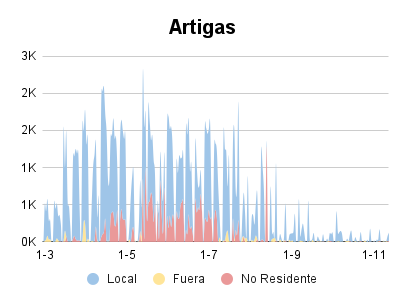 Artigas
3K
2K
2K
1K
1K
0K
1-3 1-5 1-7 1-9 1-11
Local Fuera No Residente